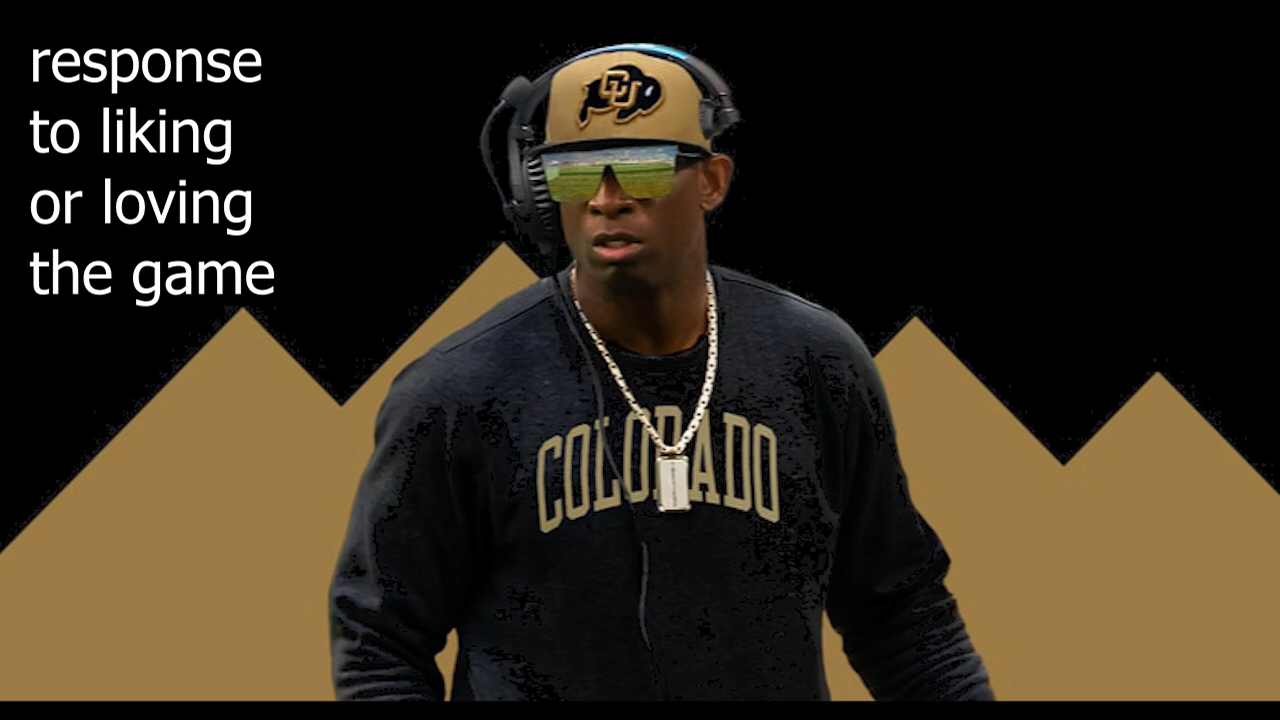 response
to liking
or loving
the game
CU
COLORADO